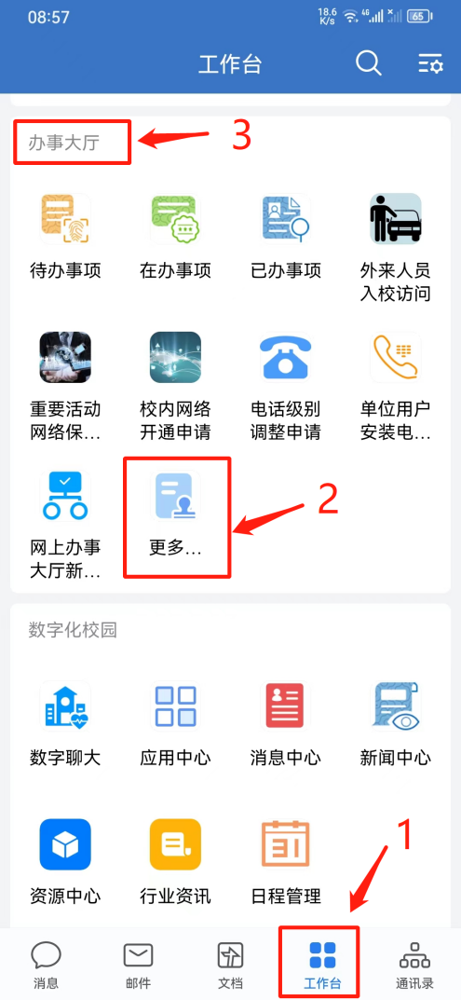 08:57
18.6
K/s
4G
65
工作台
办事大厅
3
待办事项
在办事项
已办事项
外来人员
入校访问
重要活动
网络保...
校内网络
开通申请
电话级别
调整申请
单位用户
安装电...
网上办事
大厅新...
更多...
2
数字化校园
数字聊大
应用中心
消息中心
新闻中心
31
资源中心
行业资讯
日程管理
1
消息
邮件
文档
工作台
通讯录